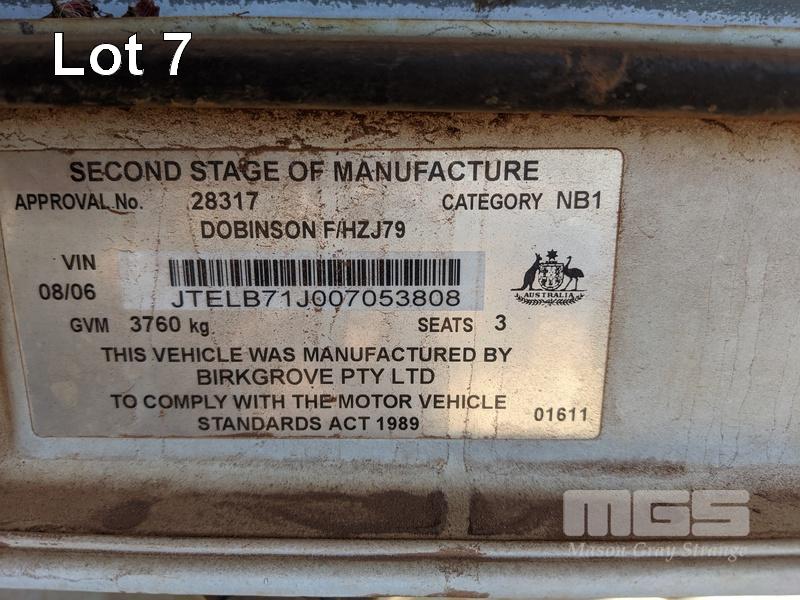 Lot 7
SECOND STAGE OF MANUFACTURE
APPROVAL No. 28317 CATEGORY NB1
DOBINSON F/HZJ79
VIN
08/06 JTELB71J007053808
AUSTRALIA
GVM 3760 kg SEATS 3
THIS VEHICLE WAS MANUFACTURED BY
BIRKGROVE PTY LTD
TO COMPLY WITH THE MOTOR VEHICLE
STANDARDS ACT 1989 01611
MGS
Mason Gray Strange